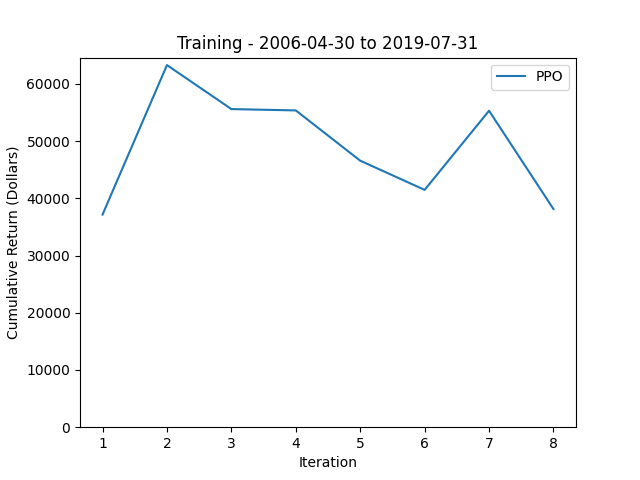 Training - 2006-04-30 to 2019-07-31
PPO
Cumulative Return (Dollars)
60000
50000
40000
30000
20000
10000
0
1 2 3 4 5 6 7 8
Iteration